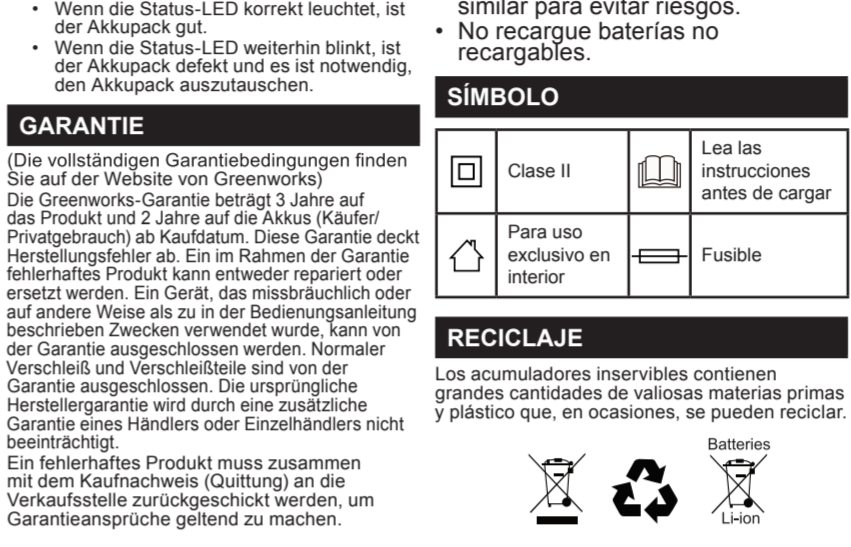 • Wenn die Status-LED korrekt leuchtet, ist
der Akkupack gut.
• Wenn die Status-LED weiterhin blinkt, ist
der Akkupack defekt und es ist notwendig,
den Akkupack auszutauschen.
GARANTIE
(Die vollständigen Garantiebedingungen finden
Sie auf der Website von Greenworks)
Die Greenworks-Garantie beträgt 3 Jahre auf
das Produkt und 2 Jahre auf die Akkus (Käufer/
Privatgebrauch) ab Kaufdatum. Diese Garantie deckt
Herstellungsfehler ab. Ein im Rahmen der Garantie
fehlerhaftes Produkt kann entweder repariert oder
ersetzt werden. Ein Gerät, das missbräuchlich oder
auf andere Weise als zu in der Bedienungsanleitung
beschrieben Zwecken verwendet wurde, kann von
der Garantie ausgeschlossen werden. Normaler
Verschleiß und Verschleißteile sind von der
Garantie ausgeschlossen. Die ursprüngliche
Herstellergarantie wird durch eine zusätzliche
Garantie eines Händlers oder Einzelhändlers nicht
beeinträchtigt.
Ein fehlerhaftes Produkt muss zusammen
mit dem Kaufnachweis (Quittung) an die
Verkaufsstelle zurückgeschickt werden, um
Garantieansprüche geltend zu machen.
similar para evitar riesgos.
• No recargue baterías no
recargables.
SÍMBOLO
Clase II
Lea las
instrucciones
antes de cargar
Para uso
exclusivo en
interior
Fusible
RECICLAJE
Los acumuladores inservibles contienen
grandes cantidades de valiosas materias primas
y plástico que, en ocasiones, se pueden reciclar.
Batteries
Li-ion